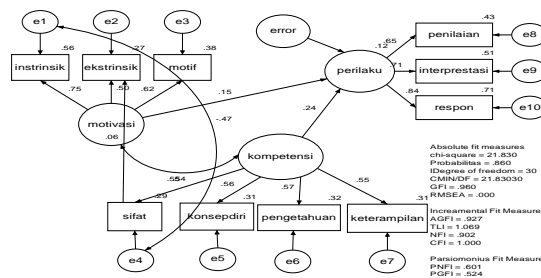 e1
e2
e3
error
.56
.27
.38
instrinsik
ekstrinsik
motif
.75
.50
.62
motivasi
.06
.15
-.47
.24
.12
perilaku
.65
.71
.84
.43
penilaian
e8
.51
interprestasi
e9
.71
respon
e10
kompetensi
.56
.57
.55
.29
sifat
.31
konsepdiri
.32
pengetahuan
.31
keterampilan
e4
e5
e6
e7
Absolute fit measures
chi-square = 21.830
Probabilitas = .860
lDegree of freedom = 30
CMIN/DF = 21.83030
GFI = .960
RMSEA = .000
Increamental Fit Measure
AGFI = .927
TLI = 1.069
NFI = .902
CFI = 1.000
Parsiomonius Fit Measure
PNFI = .601
PGFI = .524